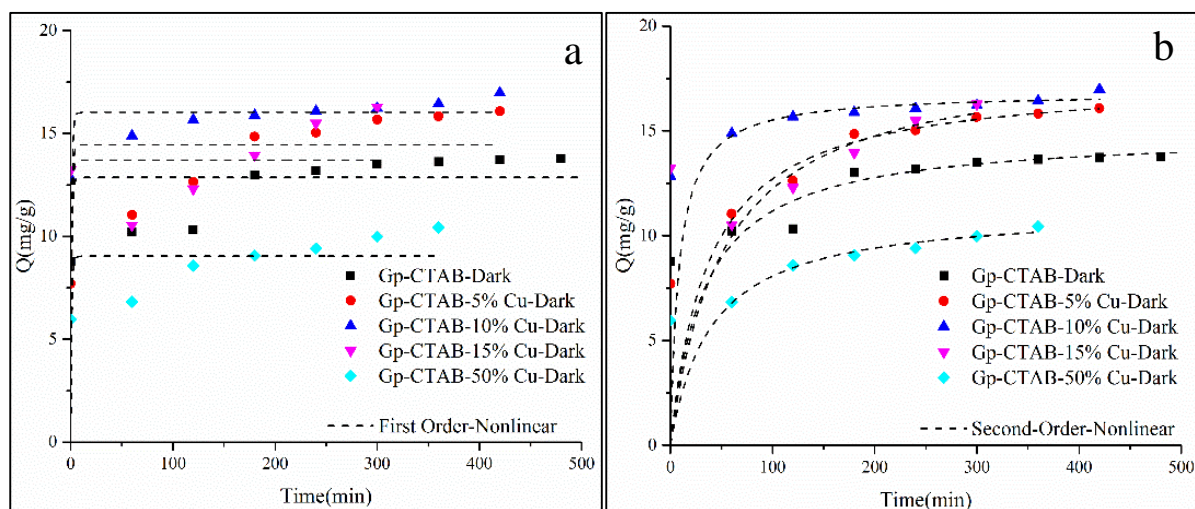 a
Q(mg/g)
20
15
10
5
0
Gp-CTAB-Dark
Gp-CTAB-5% Cu-Dark
Gp-CTAB-10% Cu-Dark
Gp-CTAB-15% Cu-Dark
Gp-CTAB-50% Cu-Dark
First Order-Nonlinear
0 100 200 300 400 500
Time(min)
b
Q(mg/g)
20
15
10
5
0
Gp-CTAB-Dark
Gp-CTAB-5% Cu-Dark
Gp-CTAB-10% Cu-Dark
Gp-CTAB-15% Cu-Dark
Gp-CTAB-50% Cu-Dark
Second-Order-Nonlinear
0 100 200 300 400 500
Time(min)